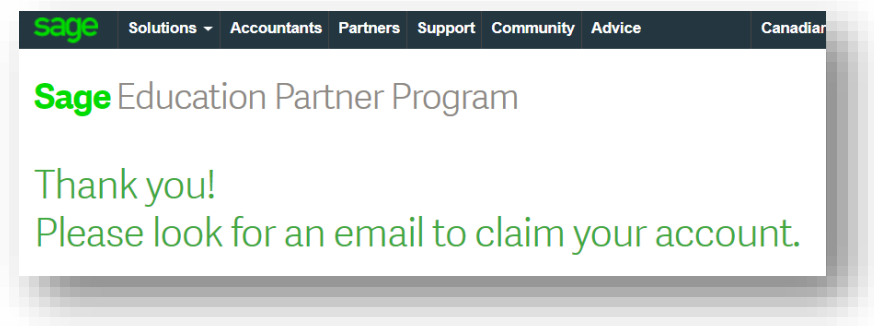 sage Solutions Accountants Partners Support Community Advice Canadian
Sage Education Partner Program
Thank you!
Please look for an email to claim your account.